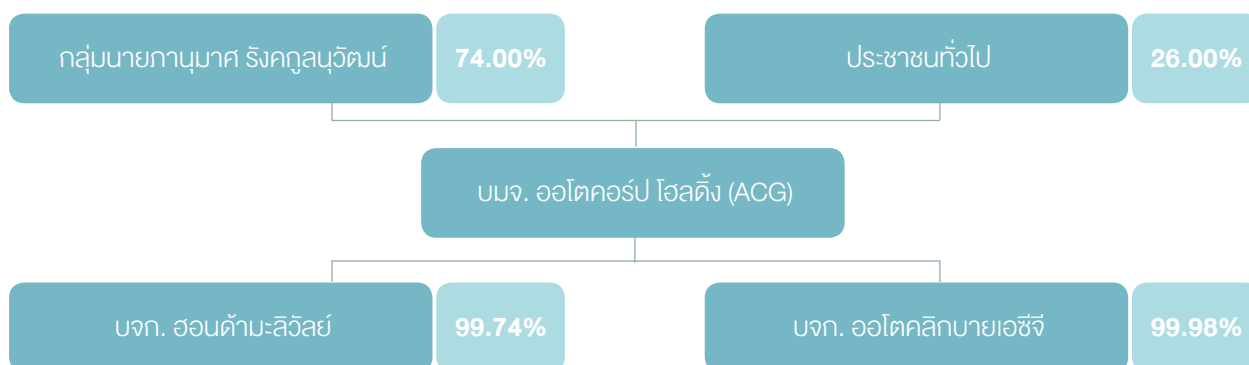 กลุ่มนายภานุมาศ รังคกูลนุวัฒน์ 74.00%
ประชาชนทั่วไป 26.00%
บมจ. ออโตคอร์ป โฮลดิ้ง (ACG)
บจก. ฮอนด้ามะลิวัลย์ 99.74%
บจก. ออโตคลิกบายเอซีจี 99.98%